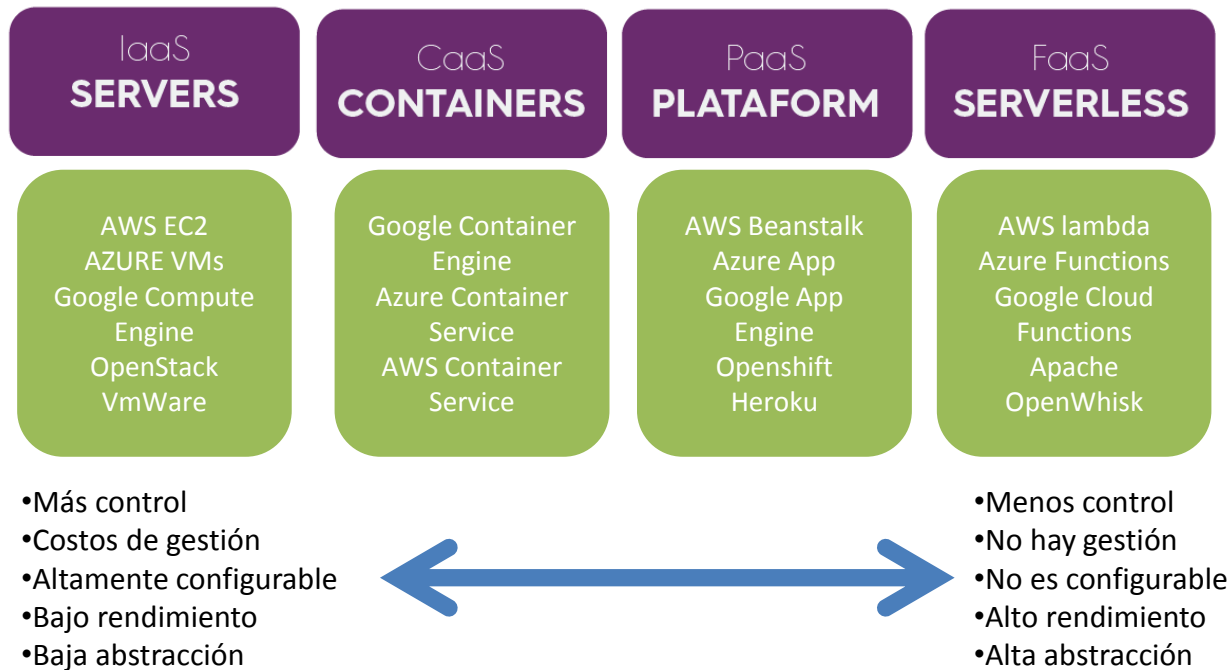 IaaS
SERVERS
CaaS
CONTAINERS
PaaS
PLATAFORM
FaaS
SERVERLESS
AWS EC2
AZURE VMs
Google Compute
Engine
OpenStack
VmWare
Google Container
Engine
Azure Container
Service
AWS Container
Service
AWS Beanstalk
Azure App
Google App
Engine
Openshift
Heroku
AWS lambda
Azure Functions
Google Cloud
Functions
Apache
OpenWhisk
•Más control
•Costos de gestión
•Altamente configurable
•Bajo rendimiento
•Baja abstracción
•Menos control
•No hay gestión
•No es configurable
•Alto rendimiento
•Alta abstracción